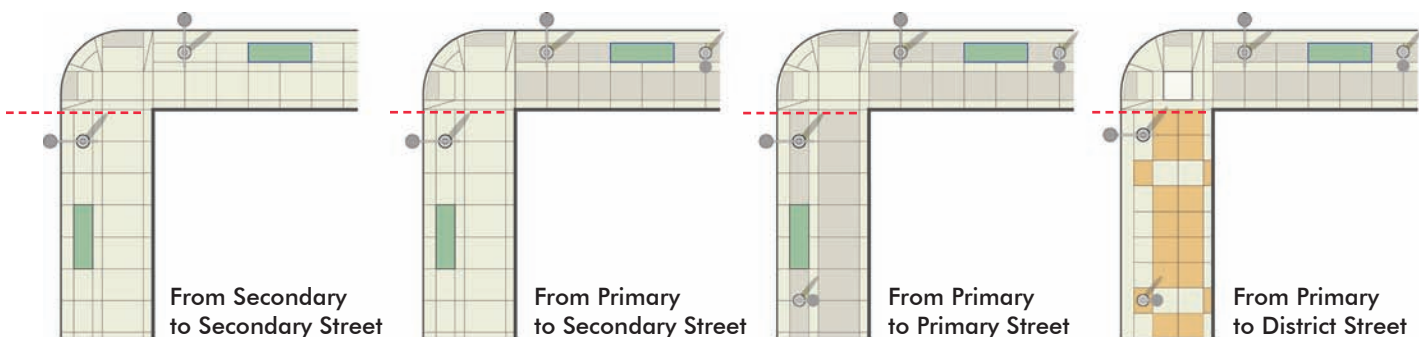 From Secondary
to Secondary Street
From Primary
to Secondary Street
From Primary
to Primary Street
From Primary
to District Street